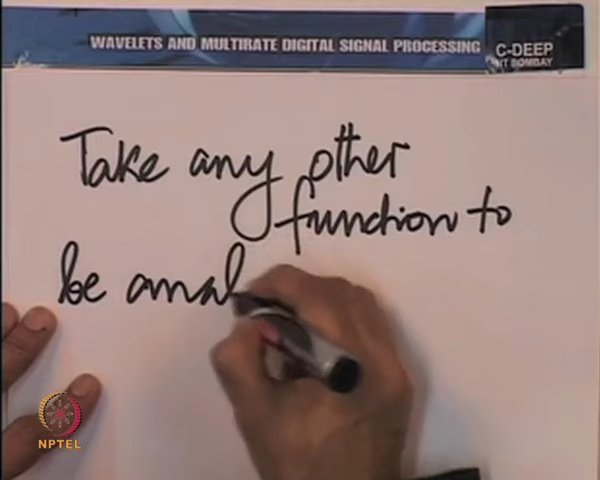 WAVELETS AND MULTIRATE DIGITAL SIGNAL PROCESSING
C-DEEP
IIT BOMBAY
Take any other
function to
be anal
NPTEL